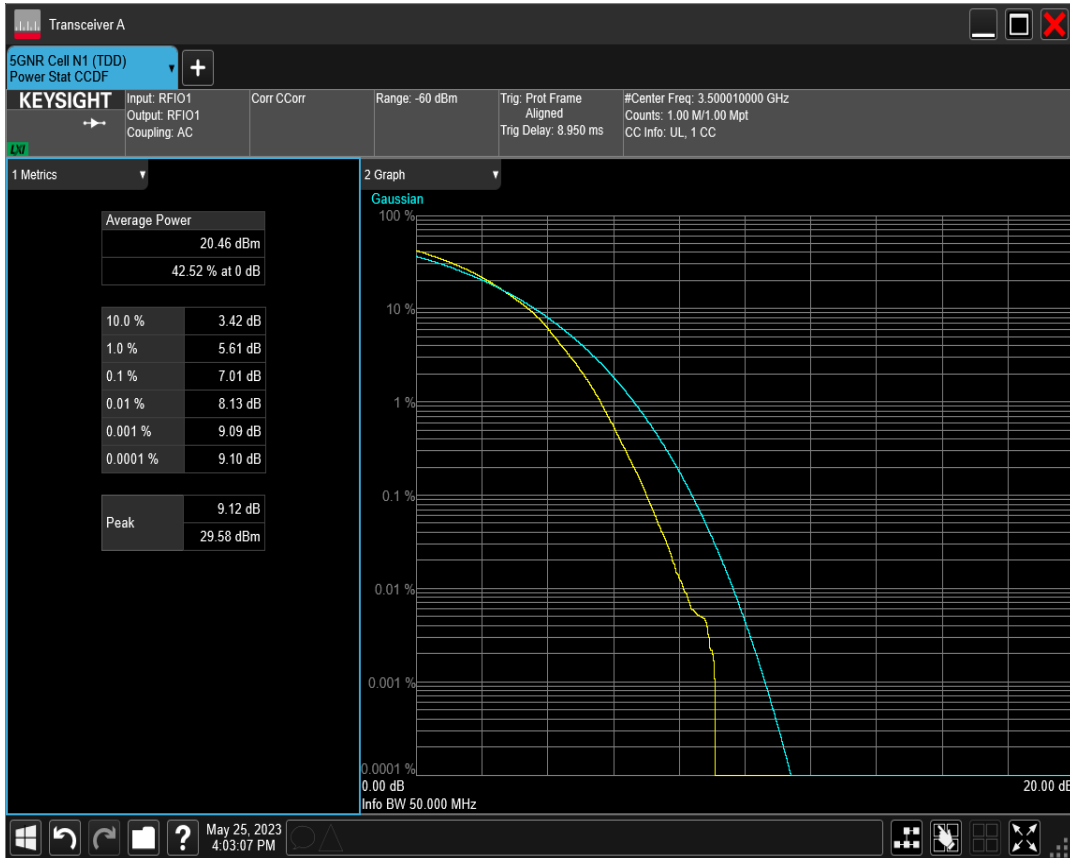 Transceiver A
5GNR Cell N1 (TDD)
Power Stat CCDF
+
KEYSIGHT
LXI
Input: RFIO1
Output: RFIO1
Coupling: AC
Corr CCorr
Range: -60 dBm
Trig: Prot Frame
Aligned
Trig Delay: 8.950 ms
#Center Freq: 3.500010000 GHz
Counts: 1.00 M/1.00 Mpt
CC Info: UL, 1 CC
1 Metrics
Average Power
20.46 dBm
42.52 % at 0 dB
10.0 % 3.42 dB
1.0 % 5.61 dB
0.1 % 7.01 dB
0.01 % 8.13 dB
0.001 % 9.09 dB
0.0001 % 9.10 dB
Peak
9.12 dB
29.58 dBm
2 Graph
Gaussian
100 %
10 %
1 %
0.1 %
0.01 %
0.001 %
0.0001 %
0.00 dB 20.00 dB
Info BW 50.000 MHz
?
May 25, 2023
4:03:07 PM